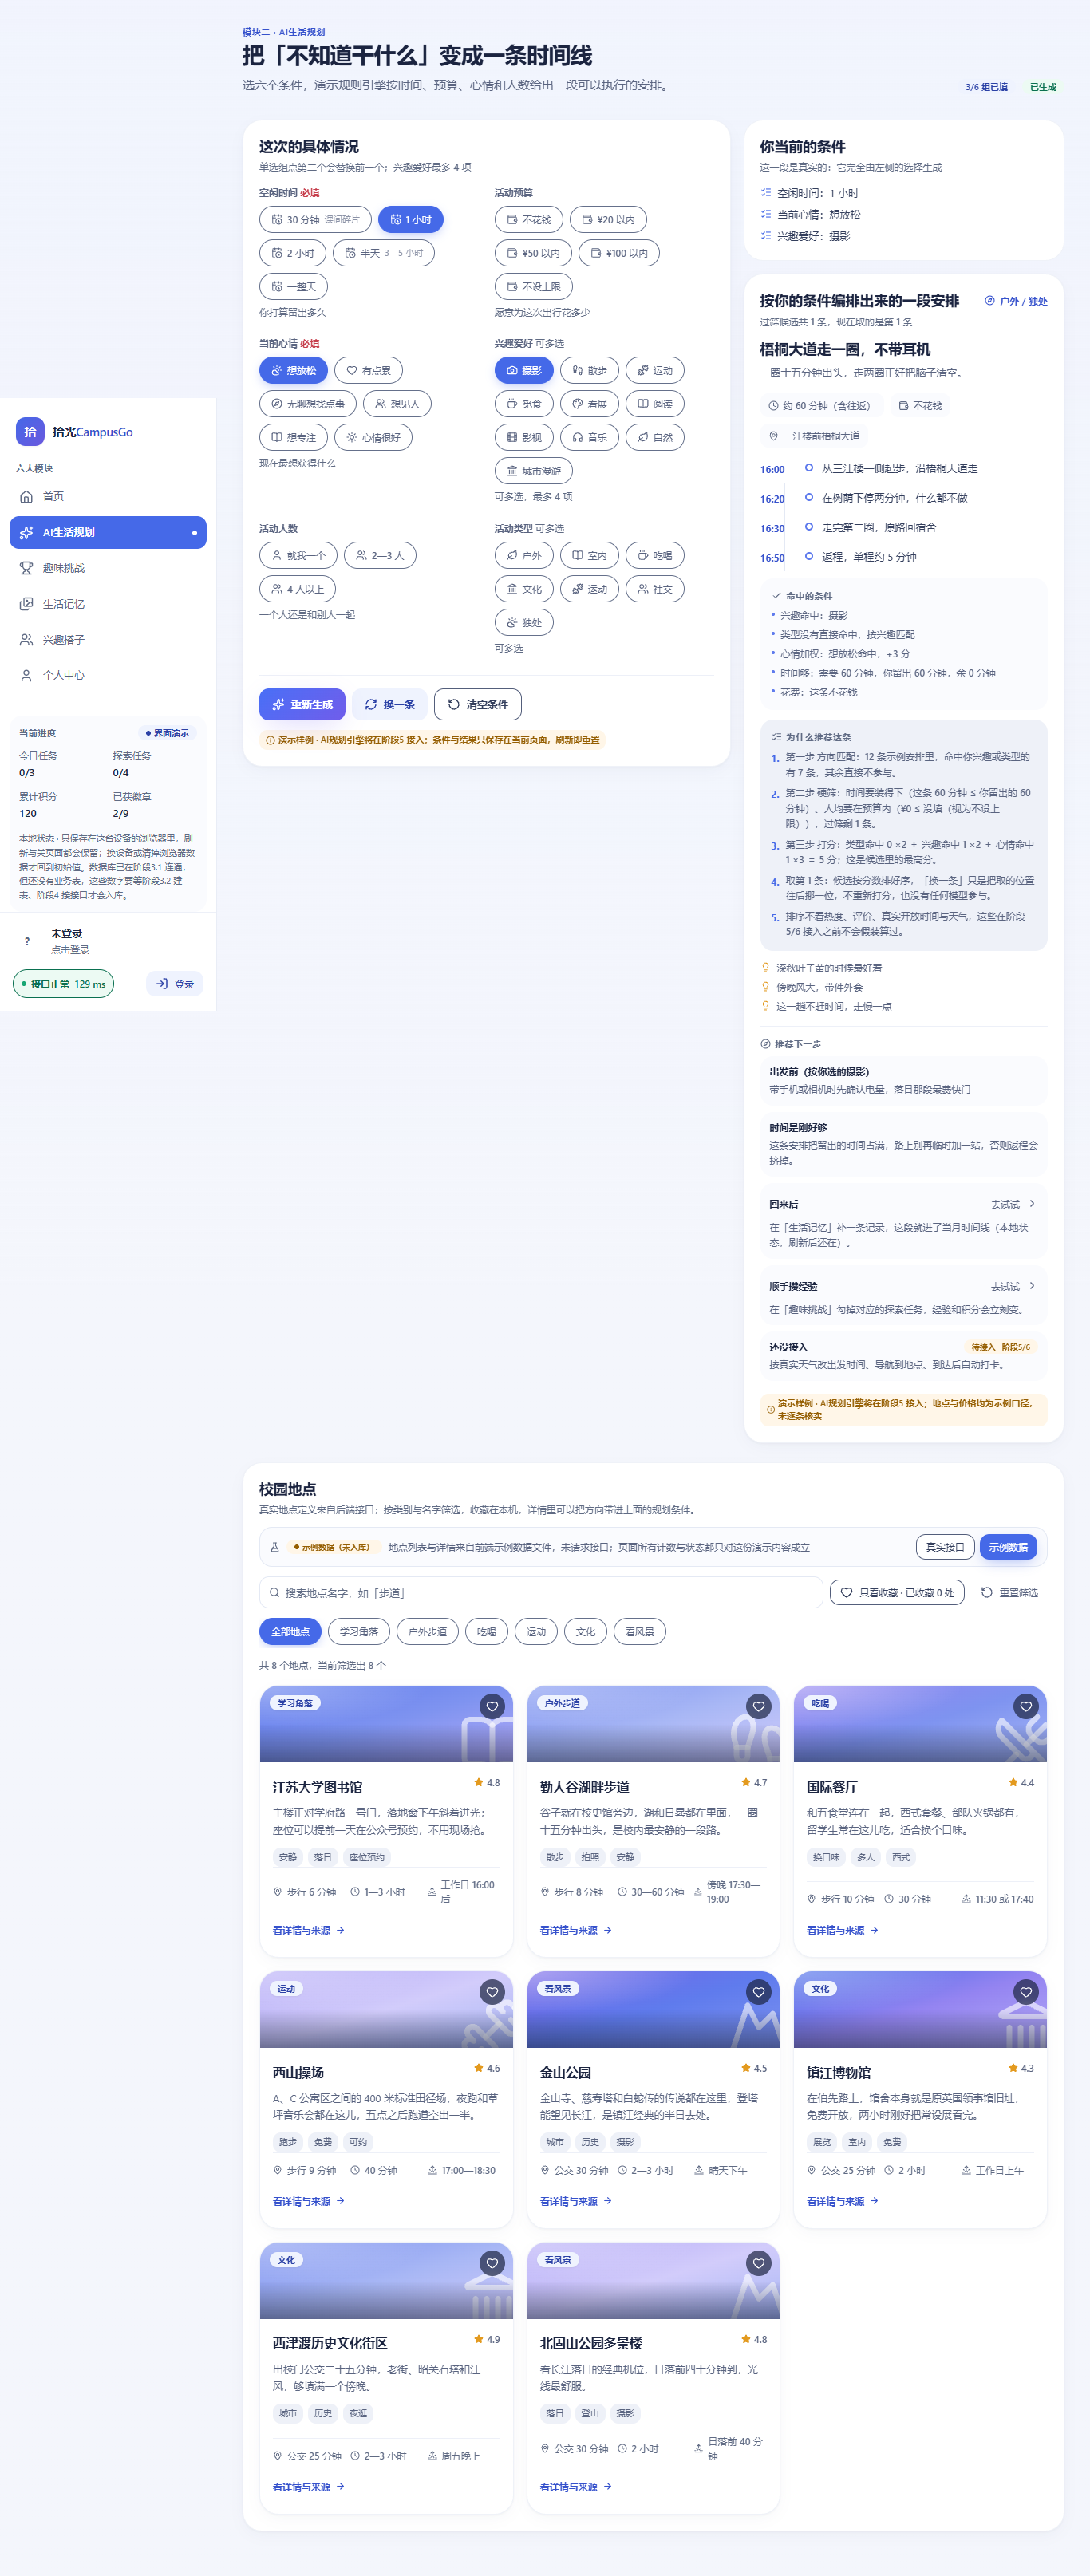 模块二 · AI生活规划
把「不知道干什么」变成一条时间线
选六个条件，演示规则引擎按时间、预算、心情和人数给出一段可以执行的安排。
3/6 组已填
已生成
这次的具体情况
单选组点第二个会替换前一个；兴趣爱好最多 4 项
空闲时间 必填
30 分钟 课间碎片
1 小时
2 小时
半天 3—5 小时
一整天
你打算留出多久
活动预算
不花钱
¥20 以内
¥50 以内
¥100 以内
不设上限
愿意为这次出行花多少
当前心情 必填
想放松
有点累
无聊想找点事
想见人
想专注
心情很好
现在最想获得什么
兴趣爱好 可多选
摄影
散步
运动
觅食
看展
阅读
影视
音乐
自然
城市漫游
可多选，最多 4 项
活动人数
就我一个
2—3 人
4 人以上
一个人还是和别人一起
活动类型 可多选
户外
室内
吃喝
文化
运动
社交
独处
可多选
重新生成
换一条
清空条件
演示样例 · AI规划引擎将在阶段5 接入；条件与结果只保存在当前页面，刷新即重置
拾
拾光CampusGo
六大模块
首页
AI生活规划
趣味挑战
生活记忆
兴趣搭子
个人中心
当前进度
界面演示
今日任务
探索任务
0/3
0/4
累计积分
已获徽章
120
2/9
本地状态 · 只保存在这台设备的浏览器里，刷
新与关页面都会保留；换设备或清掉浏览器数
据才回到初始值。数据库已在阶段3.1 连通，
但还没有业务表，这些数字要等阶段3.2 建
表、阶段4 接接口才会入库。
?
未登录
点击登录
接口正常 129 ms
登录
你当前的条件
这一段是真实的：它完全由左侧的选择生成
空闲时间：1 小时
当前心情：想放松
兴趣爱好：摄影
按你的条件编排出来的一段安排
户外 / 独处
过筛候选共 1 条，现在取的是第 1 条
梧桐大道走一圈，不带耳机
一圈十五分钟出头，走两圈正好把脑子清空。
约 60 分钟（含往返）
不花钱
三江楼前梧桐大道
16:00 从三江楼一侧起步，沿梧桐大道走
16:20 在树荫下停两分钟，什么都不做
16:30 走完第二圈，原路回宿舍
16:50 返程，单程约 5 分钟
命中的条件
兴趣命中：摄影
类型没有直接命中，按兴趣匹配
心情加权：想放松命中，+3 分
时间够：需要 60 分钟，你留出 60 分钟，余 0 分钟
花费：这条不花钱
为什么推荐这条
1. 第一步 方向匹配：12 条示例安排里，命中你兴趣或类型的
有 7 条，其余直接不参与。
2. 第二步 硬筛：时间要装得下（这条 60 分钟 ≤ 你留出的 60
分钟）、人均要在预算内（¥0 ≤ 没填（视为不设上
限）），过筛剩 1 条。
3. 第三步 打分：类型命中 0 ×2 + 兴趣命中 1 ×2 + 心情命中
1 ×3 = 5 分；这是候选里的最高分。
4. 取第 1 条：候选按分数排好序，「换一条」只是把取的位置
往后挪一位，不重新打分，也没有任何模型参与。
5. 排序不看热度、评价、真实开放时间与天气，这些在阶段
5/6 接入之前不会假装算过。
深秋叶子黄的时候最好看
傍晚风大，带件外套
这一趟不赶时间，走慢一点
推荐下一步
出发前（按你选的摄影）
带手机或相机时先确认电量，落日那段最费快门
时间是刚好够
这条安排把留出的时间占满，路上别再临时加一站，否则返程会
挤掉。
回来后
去试试
在「生活记忆」补一条记录，这段就进了当月时间线（本地状
态，刷新后还在）。
顺手攒经验
去试试
在「趣味挑战」勾掉对应的探索任务，经验和积分会立刻变。
还没接入
待接入 · 阶段5/6
按真实天气改出发时间、导航到地点、到达后自动打卡。
演示样例 · AI规划引擎将在阶段5 接入；地点与价格均为示例口径，
未逐条核实
校园地点
真实地点定义来自后端接口；按类别与名字筛选，收藏在本机，详情里可以把方向带进上面的规划条件。
示例数据（未入库）
地点列表与详情来自前端示例数据文件，未请求接口；页面所有计数与状态都只对这份演示内容成立
真实接口
示例数据
搜索地点名字，如「步道」
只看收藏 · 已收藏 0 处
重置筛选
全部地点
学习角落
户外步道
吃喝
运动
文化
看风景
共 8 个地点，当前筛选出 8 个
学习角落
江苏大学图书馆
4.8
主楼正对学府路一号门，落地窗下午斜着进光；
座位可以提前一天在公众号预约，不用现场抢。
安静
落日
座位预约
步行 6 分钟
1—3 小时
工作日 16:00
后
看详情与来源
户外步道
勤人谷湖畔步道
4.7
谷子就在校史馆旁边，湖和日晷都在里面，一圈
十五分钟出头，是校内最安静的一段路。
散步
拍照
安静
步行 8 分钟
30—60 分钟
傍晚 17:30—
19:00
看详情与来源
吃喝
国际餐厅
4.4
和五食堂连在一起，西式套餐、部队火锅都有，
留学生常在这儿吃，适合换个口味。
换口味
多人
西式
步行 10 分钟
30 分钟
11:30 或 17:40
看详情与来源
运动
西山操场
4.6
A、C 公寓区之间的 400 米标准田径场，夜跑和草
坪音乐会都在这儿，五点之后跑道空出一半。
跑步
免费
可约
步行 9 分钟
40 分钟
17:00—18:30
看详情与来源
看风景
金山公园
4.5
金山寺、慈寿塔和白蛇传的传说都在这里，登塔
能望见长江，是镇江经典的半日去处。
城市
历史
摄影
公交 30 分钟
2—3 小时
晴天下午
看详情与来源
文化
镇江博物馆
4.3
在伯先路上，馆舍本身就是原英国领事馆旧址，
免费开放，两小时刚好把常设展看完。
展览
室内
免费
公交 25 分钟
2 小时
工作日上午
看详情与来源
文化
西津渡历史文化街区
4.9
出校门公交二十五分钟，老街、昭关石塔和江
风，够填满一个傍晚。
城市
历史
夜逛
公交 25 分钟
2—3 小时
周五晚上
看详情与来源
看风景
北固山公园多景楼
4.8
看长江落日的经典机位，日落前四十分钟到，光
线最舒服。
落日
登山
摄影
公交 30 分钟
2 小时
日落前 40 分
钟
看详情与来源